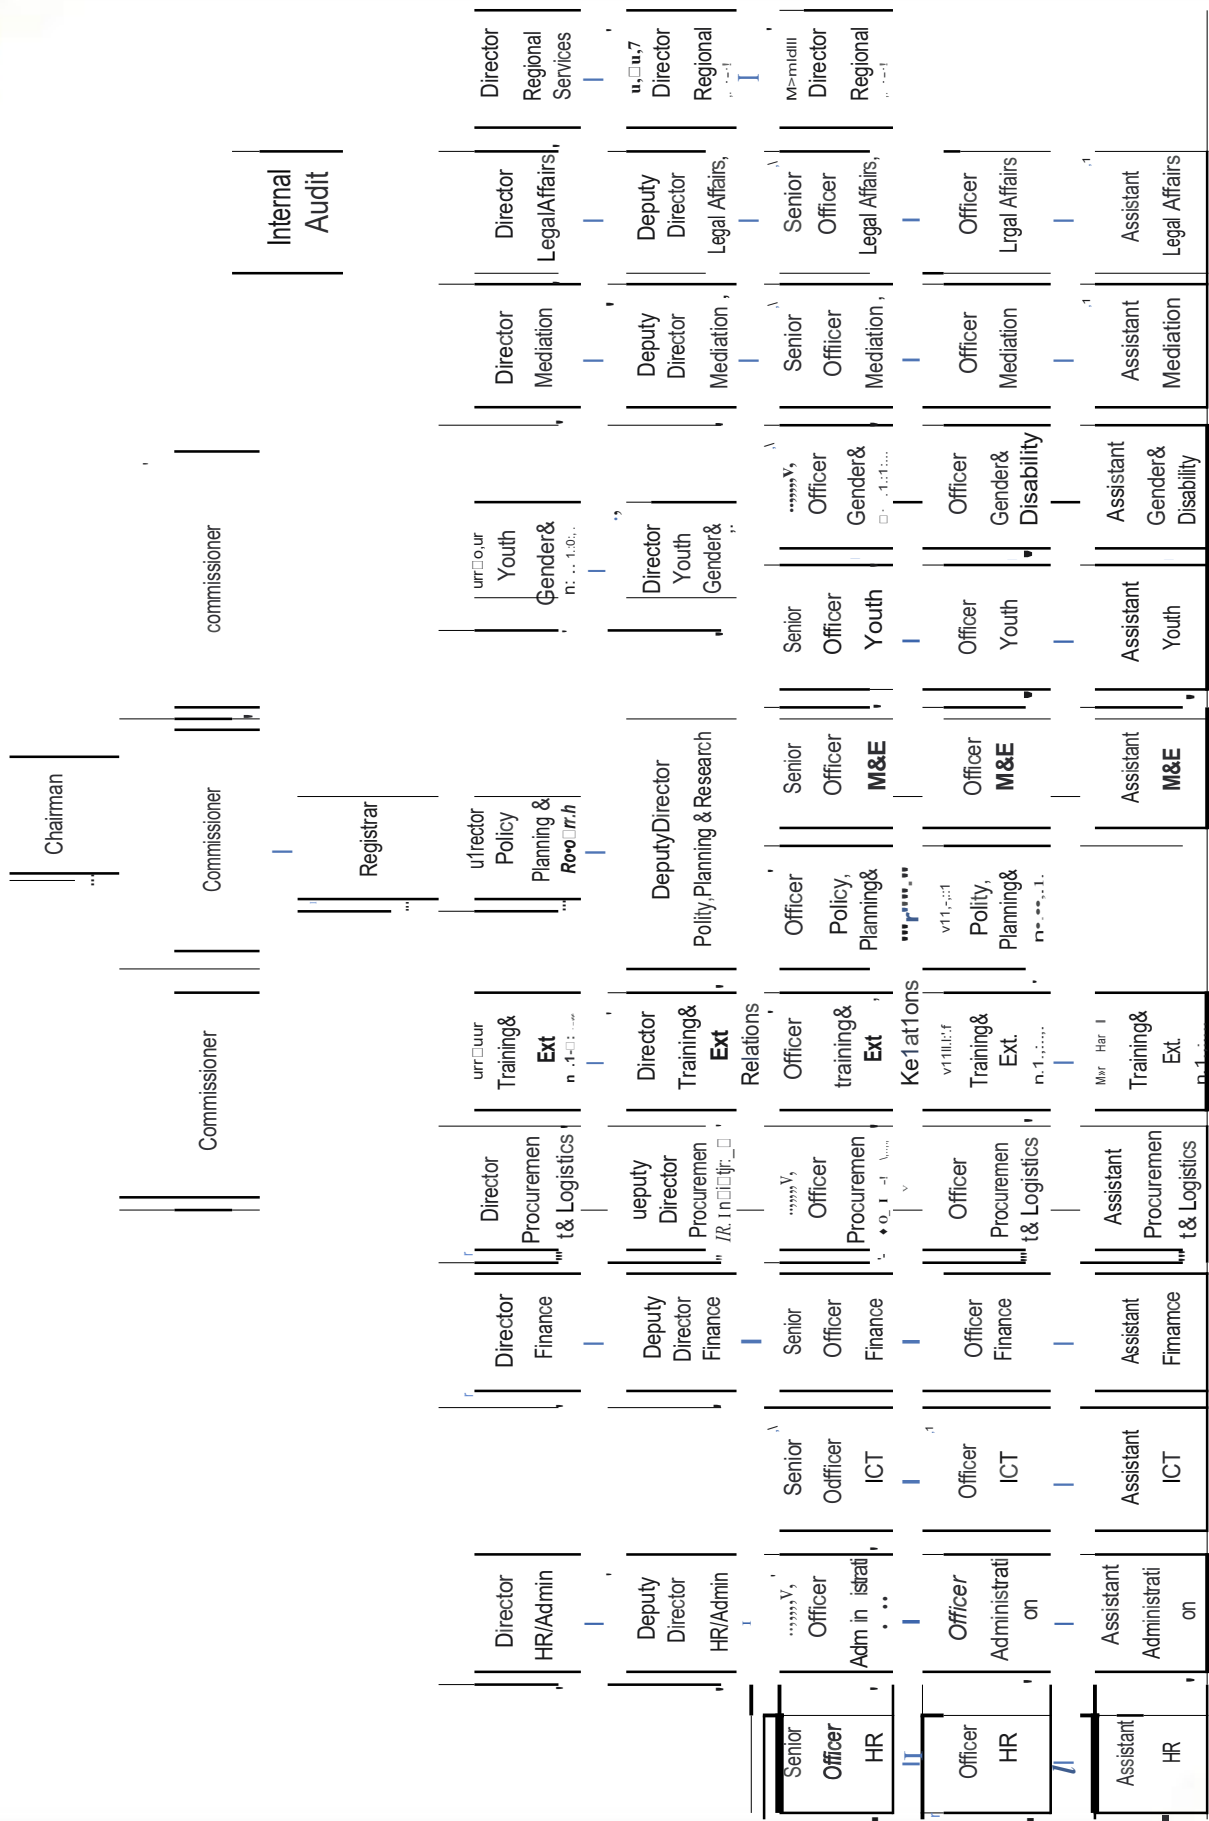 Chairman
Commissioner
Commissioner
commissioner
Internal
Audit
Registrar
Director
HR/Admin
Director
Finance
Director
Procuremen
t& Logistics
Training&
Ext
u1rector
Policy
Planning &
Youth
Gender&
Director
Mediation
Director
LegalAffairs,
Director
Regional
Services
Deputy
Director
HR/Admin
Deputy
Director
Finance
ueputy
Director
Procuremen
Director
Training&
Ext
Relations
DeputyDirector
Polity,Planning & Research
Director
Youth
Gender&
Deputy
Director
Mediation ,
Deputy
Director
Legal Affairs,
Director
Regional
Senior
Officer
HR
Officer
Adm in istrati
Senior
Odfficer
ICT
Senior
Officer
Finance
Officer
Procuremen
Officer
training&
Ext
Ke1at1ons
Officer
Policy,
Planning&
Senior
Officer
M&E
Senior
Officer
Youth
Officer
Gender&
Senior
Offiicer
Mediation ,
Senior
Officer
Legal Affairs,
Director
Regional
Officer
HR
Officer
Administrati
on
Officer
ICT
Officer
Finance
Officer
Procuremen
t& Logistics
Training&
Ext.
Polity,
Planning&
Officer
M&E
Officer
Youth
Officer
Gender&
Disability
Officer
Mediation
Officer
Lrgal Affairs
Assistant
HR
Assistant
Administrati
on
Assistant
ICT
Assistant
Fimamce
Assistant
Procuremen
t& Logistics
Training&
Ext.
Assistant
M&E
Assistant
Youth
Assistant
Gender&
Disability
Assistant
Mediation
Assistant
Legal Affairs